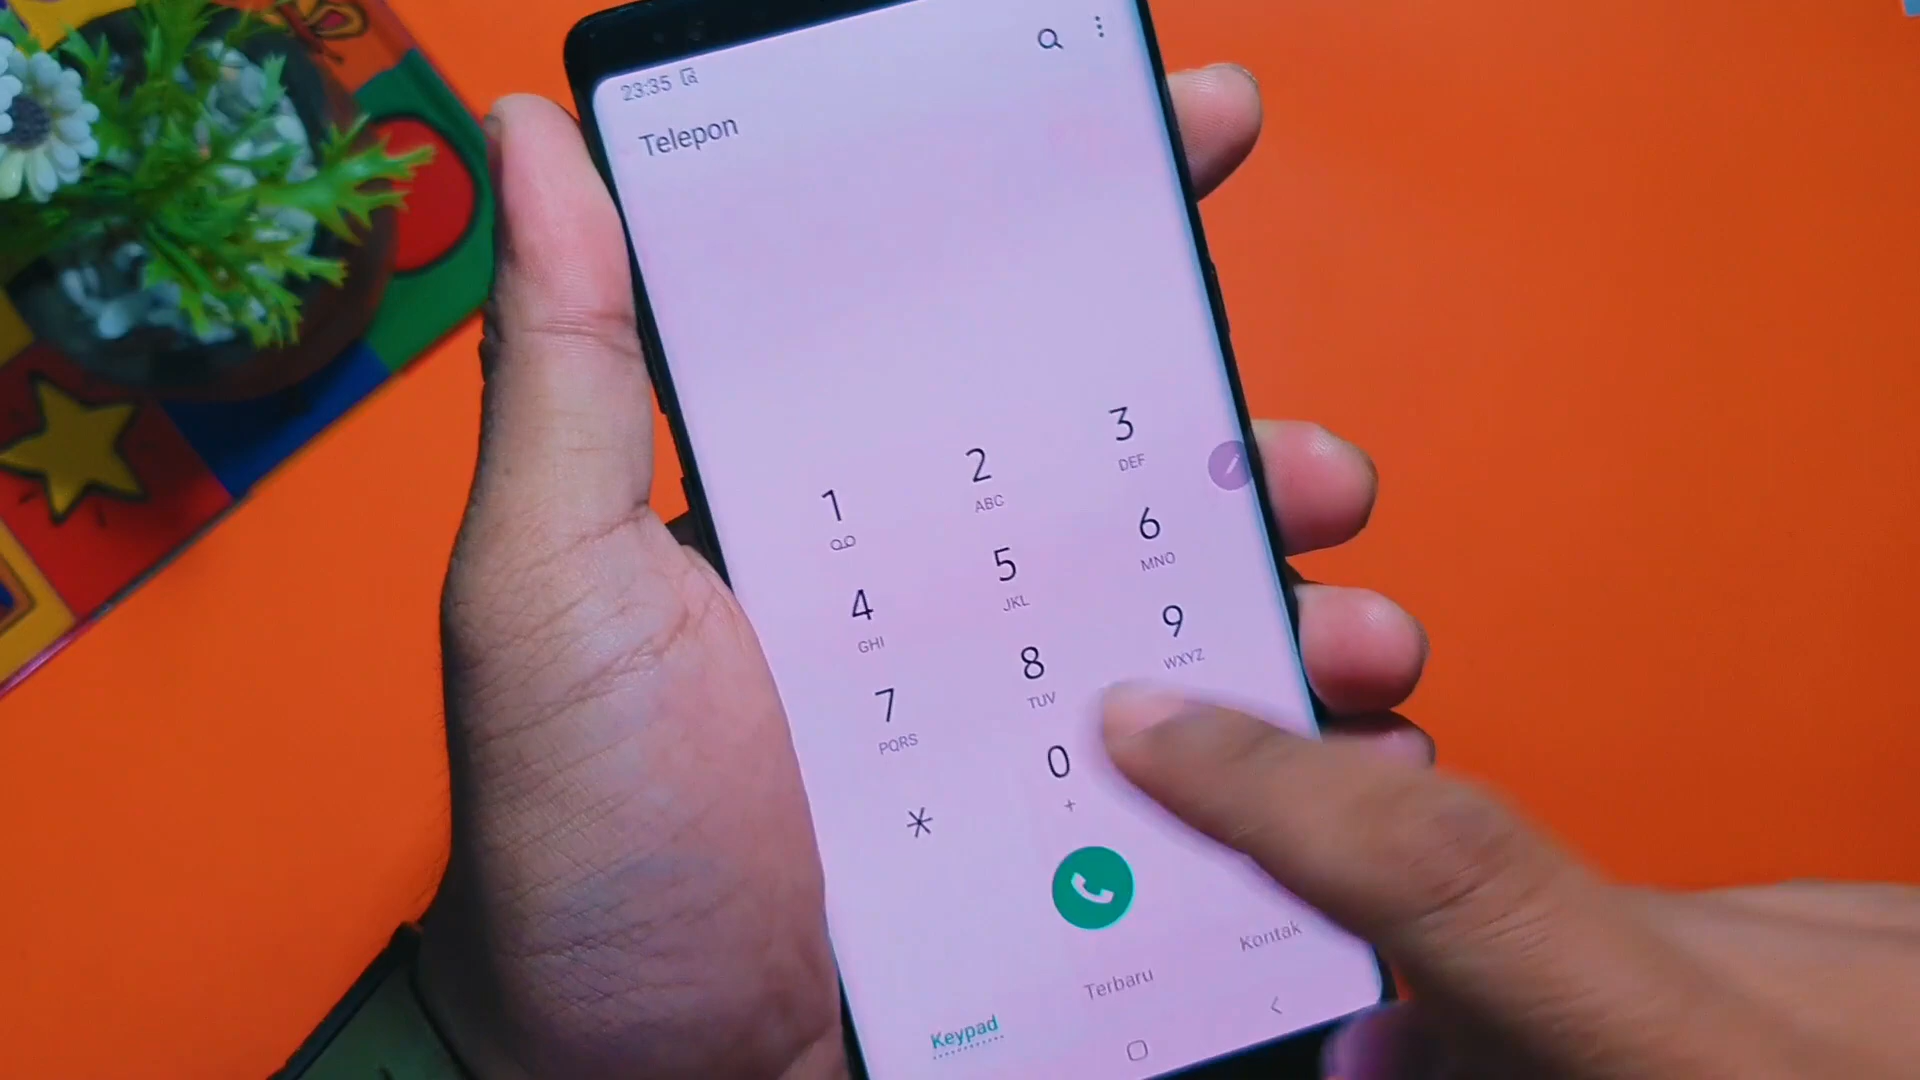 23:35
Telepon
1
2
ABC
3
DEF
4
GHI
5
JKL
6
MNO
7
PQRS
8
TUV
9
WXYZ
*
0
+
Keypad
Terbaru
Kontak